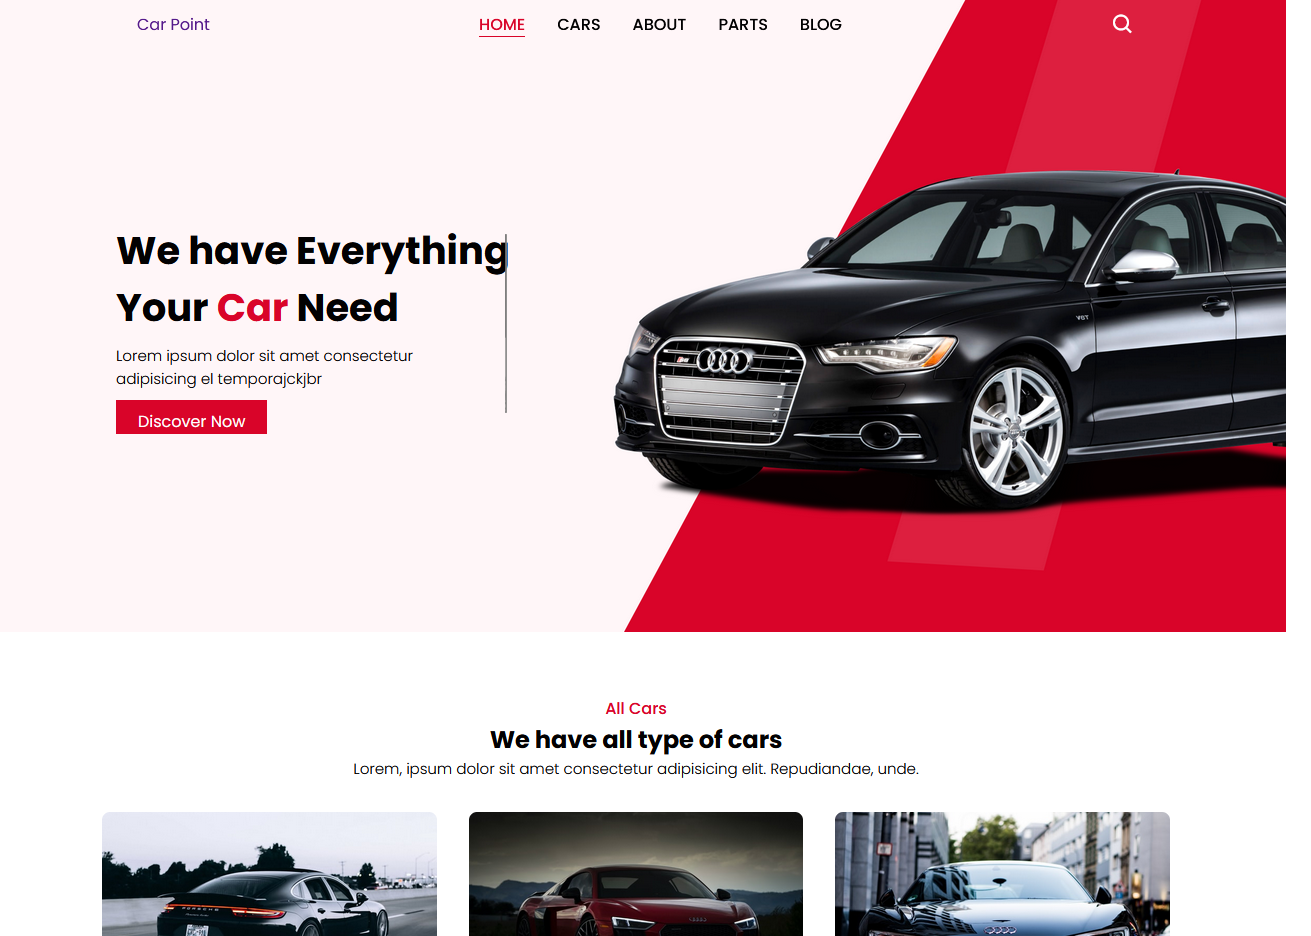 Car Point
HOME CARS ABOUT PARTS BLOG
We have Everything
Your Car Need
Lorem ipsum dolor sit amet consectetur
adipisicing el temporajckjbr
Discover Now
V8T
All Cars
We have all type of cars
Lorem, ipsum dolor sit amet consectetur adipisicing elit. Repudiandae, unde.
PORSCHE